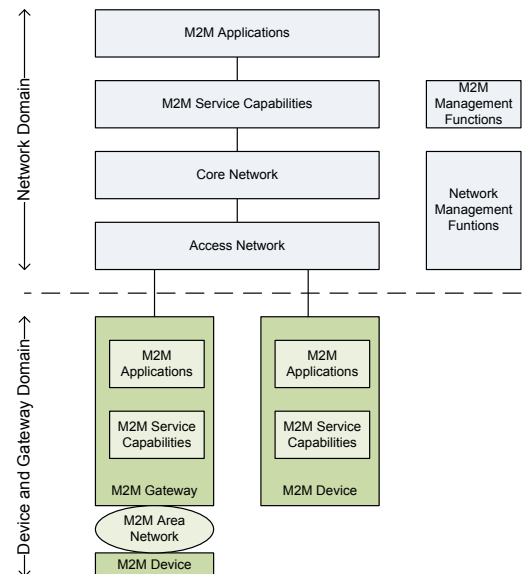 M2M Applications
M2M Service Capabilities
Core Network
Access Network
M2M
Management
Functions
Network
Management
Funtions
Network Domain
M2M
Applications
M2M Service
Capabilities
M2M Gateway
M2M
Applications
M2M Service
Capabilities
M2M Device
M2M Area
Network
M2M Device
Device and Gateway Domain